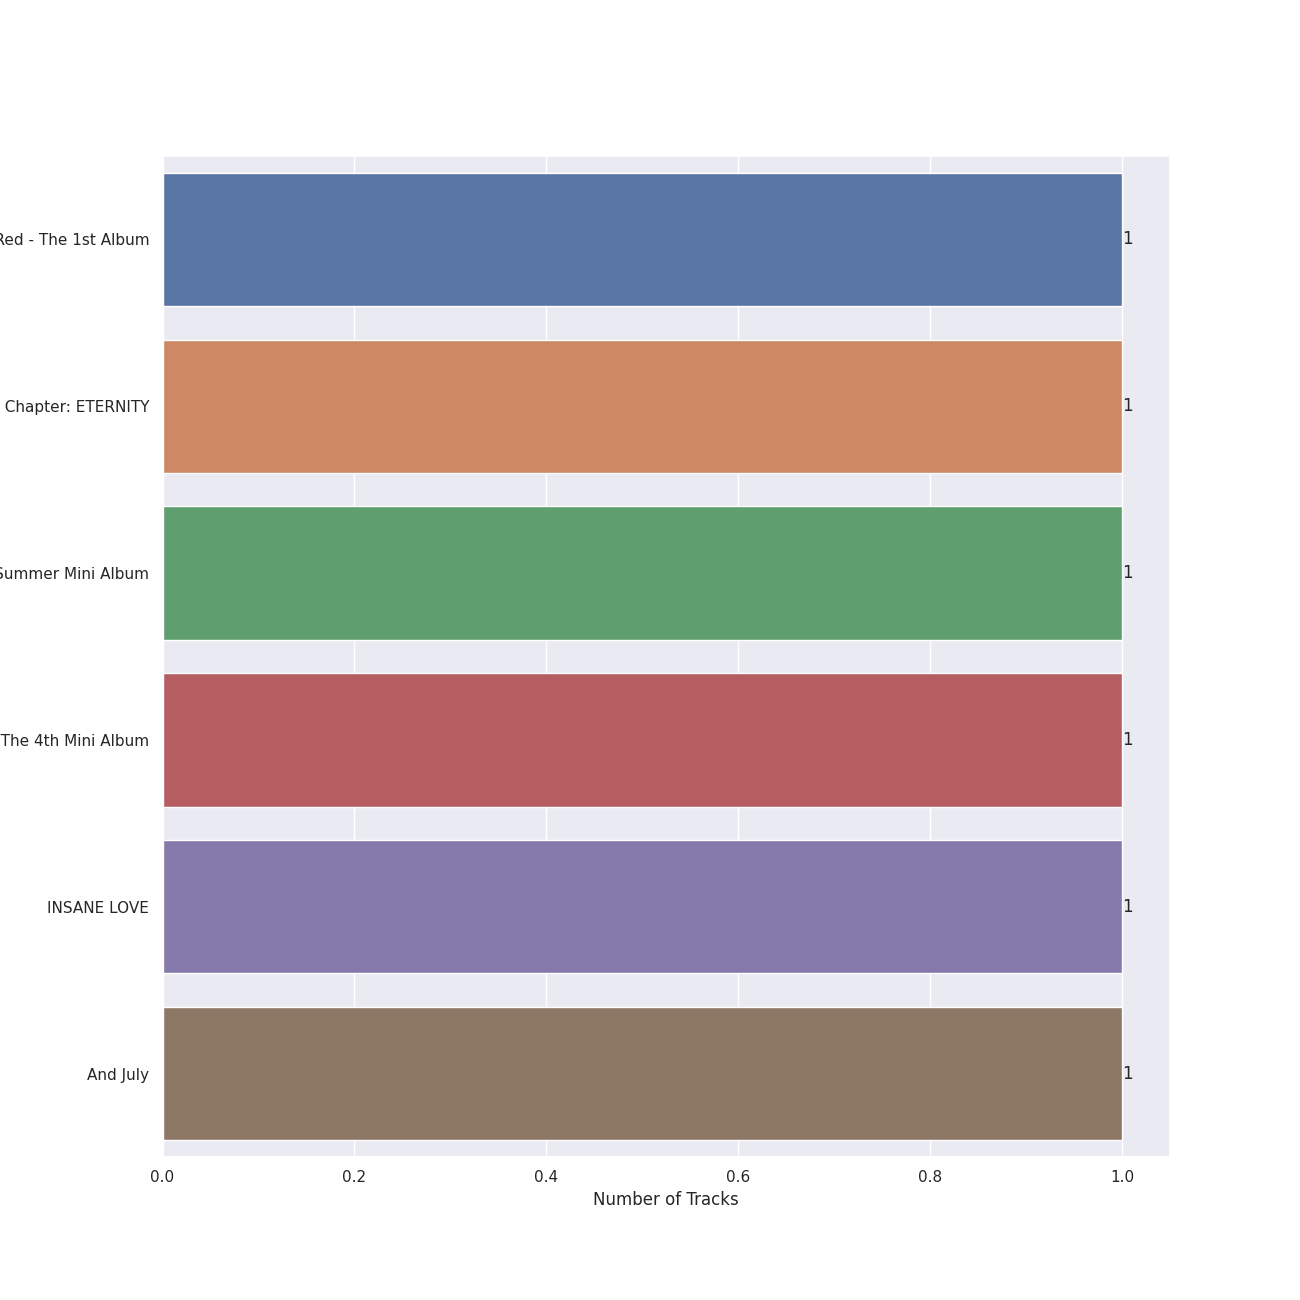 Red - The 1st Album
1
Chapter: ETERNITY
1
Summer Mini Album
1
The 4th Mini Album
1
INSANE LOVE
1
And July
1
0.0 0.2 0.4 0.6 0.8 1.0
Number of Tracks